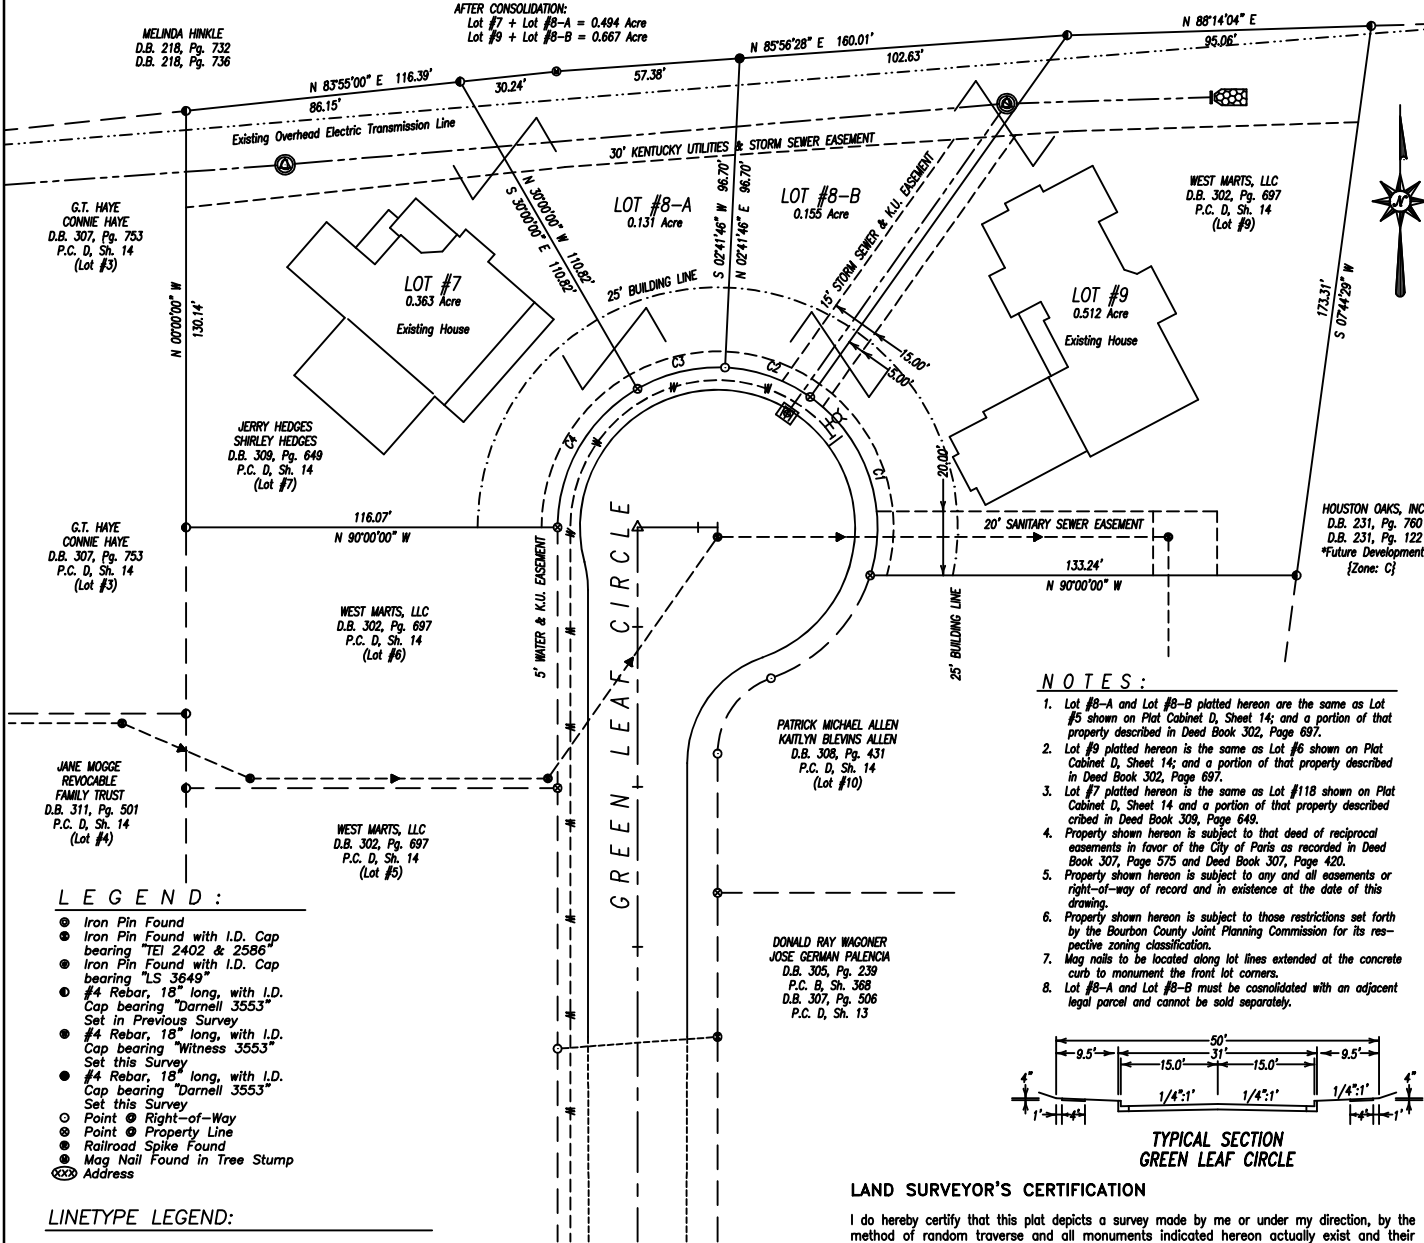 AFTER CONSOLIDATION:
Lot #7 + Lot #8-A = 0.494 Acre
Lot #9 + Lot #8-B = 0.667 Acre
MELINDA HINKLE
D.B. 218, Pg. 732
D.B. 218, Pg. 736
N 83°55'00" E 116.39'
86.15'
30.24'
57.38'
N 85°56'28" E 160.01'
102.63'
N 88°14'04" E
95.06'
Existing Overhead Electric Transmission Line
30' KENTUCKY UTILITIES & STORM SEWER EASEMENT
G.T. HAYE
CONNIE HAYE
D.B. 307, Pg. 753
P.C. D, Sh. 14
(Lot #3)
N 00°00'00" W
130.14'
LOT #7
0.363 Acre
Existing House
N 30°00'00" W 110.82'
S 30°00'00" E 110.82'
LOT #8-A
0.131 Acre
S 02°41'46" W 96.70'
N 02°41'46" E 96.70'
LOT #8-B
0.155 Acre
15' STORM SEWER & K.U. EASEMENT
25' BUILDING LINE
LOT #9
0.512 Acre
Existing House
WEST MARTS, LLC
D.B. 302, Pg. 697
P.C. D, Sh. 14
(Lot #9)
N
173.31'
S 07°44'29" W
15.00'
5.00'
C3
C2
C4
C1
W
W
W
W
JERRY HEDGES
SHIRLEY HEDGES
D.B. 309, Pg. 649
P.C. D, Sh. 14
(Lot #7)
20.00'
116.07'
N 90°00'00" W
20' SANITARY SEWER EASEMENT
133.24'
N 90°00'00" W
HOUSTON OAKS, INC
D.B. 231, Pg. 760
D.B. 231, Pg. 122
*Future Development
{Zone: C}
G.T. HAYE
CONNIE HAYE
D.B. 307, Pg. 753
P.C. D, Sh. 14
(Lot #3)
5' WATER & K.U. EASEMENT
GREEN LEAF CIRCLE
25' BUILDING LINE
WEST MARTS, LLC
D.B. 302, Pg. 697
P.C. D, Sh. 14
(Lot #6)
PATRICK MICHAEL ALLEN
KAITLYN BLEVINS ALLEN
D.B. 308, Pg. 431
P.C. D, Sh. 14
(Lot #10)
JANE MOGGE
REVOCABLE
FAMILY TRUST
D.B. 311, Pg. 501
P.C. D, Sh. 14
(Lot #4)
WEST MARTS, LLC
D.B. 302, Pg. 697
P.C. D, Sh. 14
(Lot #5)
DONALD RAY WAGONER
JOSE GERMAN PALENCIA
D.B. 305, Pg. 239
P.C. B, Sh. 368
D.B. 307, Pg. 506
P.C. D, Sh. 13
NOTES:
1. Lot #8-A and Lot #8-B platted hereon are the same as Lot
#5 shown on Plat Cabinet D, Sheet 14; and a portion of that
property described in Deed Book 302, Page 697.
2. Lot #9 platted hereon is the same as Lot #6 shown on Plat
Cabinet D, Sheet 14; and a portion of that property described
in Deed Book 302, Page 697.
3. Lot #7 platted hereon is the same as Lot #118 shown on Plat
Cabinet D, Sheet 14 and a portion of that property described
cribed in Deed Book 309, Page 649.
4. Property shown hereon is subject to that deed of reciprocal
easements in favor of the City of Paris as recorded in Deed
Book 307, Page 575 and Deed Book 307, Page 420.
5. Property shown hereon is subject to any and all easements or
right-of-way of record and in existence at the date of this
drawing.
6. Property shown hereon is subject to those restrictions set forth
by the Bourbon County Joint Planning Commission for its res-
pective zoning classification.
7. Mag nails to be located along lot lines extended at the concrete
curb to monument the front lot corners.
8. Lot #8-A and Lot #8-B must be cosnolidated with an adjacent
legal parcel and cannot be sold separately.
LEGEND:
Iron Pin Found
Iron Pin Found with I.D. Cap
bearing "TEI 2402 & 2586"
Iron Pin Found with I.D. Cap
bearing "LS 3649"
#4 Rebar, 18" long, with I.D.
Cap bearing "Darnell 3553"
Set in Previous Survey
#4 Rebar, 18" long, with I.D.
Cap bearing "Witness 3553"
Set this Survey
#4 Rebar, 18" long, with I.D.
Cap bearing "Darnell 3553"
Set this Survey
Point @ Right-of-Way
Point @ Property Line
Railroad Spike Found
Mag Nail Found in Tree Stump
XXX Address
LINETYPE LEGEND:
50'
9.5'
31'
9.5'
15.0'
15.0'
4"
1/4":1'
1/4":1'
1/4":1'
4"
1'
4'
4'
1'
TYPICAL SECTION
GREEN LEAF CIRCLE
LAND SURVEYOR'S CERTIFICATION
I do hereby certify that this plat depicts a survey made by me or under my direction, by the
method of random traverse and all monuments indicated hereon actually exist and their